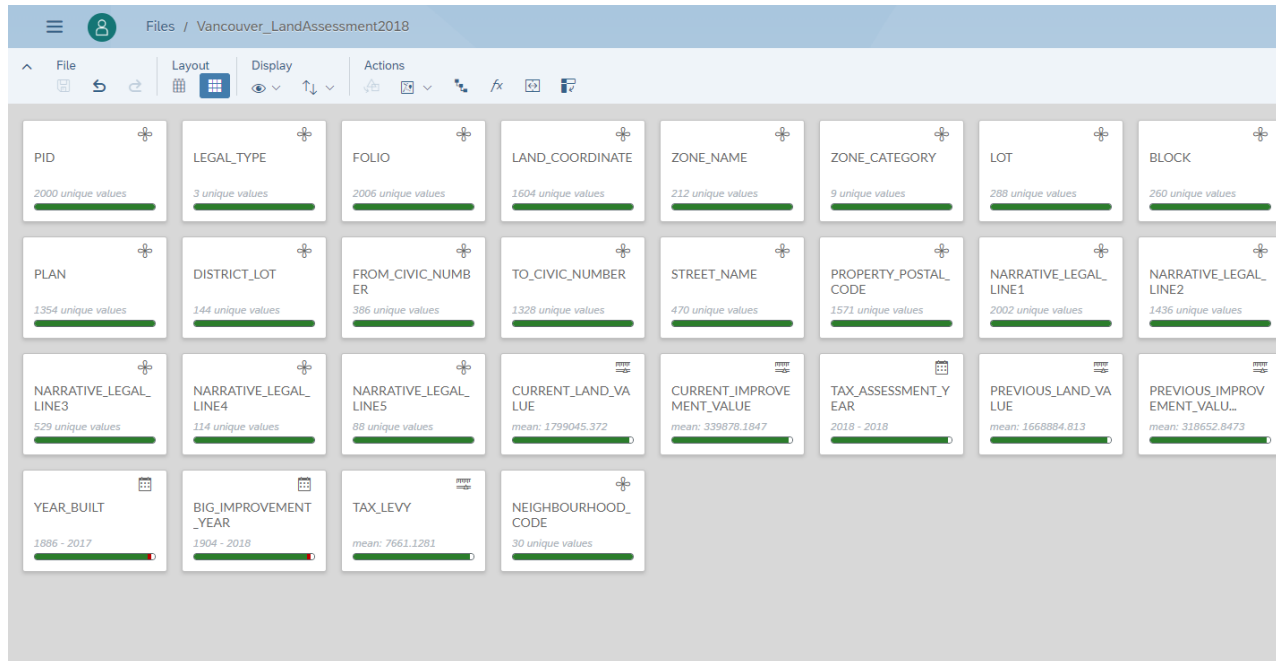 Files / Vancouver_LandAssessment2018
File Layout Display Actions
fx
PID
2000 unique values
LEGAL_TYPE
3 unique values
FOLIO
2006 unique values
LAND_COORDINATE
1604 unique values
ZONE_NAME
212 unique values
ZONE_CATEGORY
9 unique values
LOT
288 unique values
BLOCK
260 unique values
PLAN
1354 unique values
DISTRICT_LOT
144 unique values
FROM_CIVIC_NUMB
ER
386 unique values
TO_CIVIC_NUMBER
1328 unique values
STREET_NAME
470 unique values
PROPERTY_POSTAL_
CODE
1571 unique values
NARRATIVE_LEGAL_
LINE1
2002 unique values
NARRATIVE_LEGAL_
LINE2
1436 unique values
NARRATIVE_LEGAL_
LINE3
529 unique values
NARRATIVE_LEGAL_
LINE4
114 unique values
NARRATIVE_LEGAL_
LINE5
88 unique values
CURRENT_LAND_VA
LUE
mean: 1799045.372
CURRENT_IMPROVE
MENT_VALUE
mean: 339878.1847
TAX_ASSESSMENT_Y
EAR
2018 - 2018
PREVIOUS_LAND_VA
LUE
mean: 1668884.813
PREVIOUS_IMPROV
EMENT_VALU...
mean: 318652.8473
YEAR_BUILT
1886 - 2017
BIG_IMPROVEMENT
_YEAR
1904 - 2018
TAX_LEVY
mean: 7661.1281
NEIGHBOURHOOD_
CODE
30 unique values